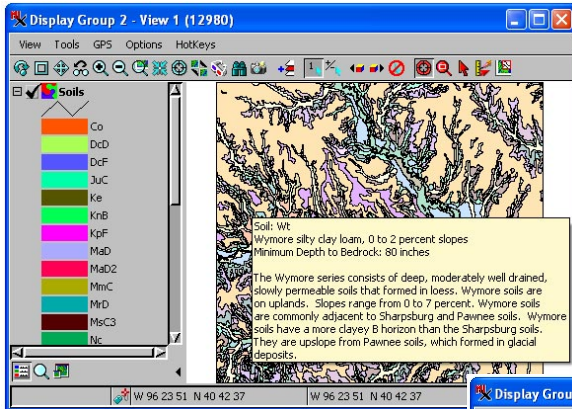 Display Group 2 - View 1 (12980)
View Tools GPS Options HotKeys
1
Soils
Co
DcD
DcF
JuC
Ke
KnB
KpF
MaD
MaD2
MmC
MrD
MsC3
Nc
Soil: Wt
Wymore silty clay loam, 0 to 2 percent slopes
Minimum Depth to Bedrock: 80 inches
The Wymore series consists of deep, moderately well drained,
slowly permeable soils that formed in loess. Wymore soils are
on uplands. Slopes range from 0 to 7 percent. Wymore soils
are commonly adjacent to Sharpsburg and Pawnee soils. Wymore
soils have a more clayey B horizon than the Sharpsburg soils.
They are upslope from Pawnee soils, which formed in glacial
deposits.
W 96 23 51 N 40 42 37
W 96 23 51 N 40 42 37
Display Grou